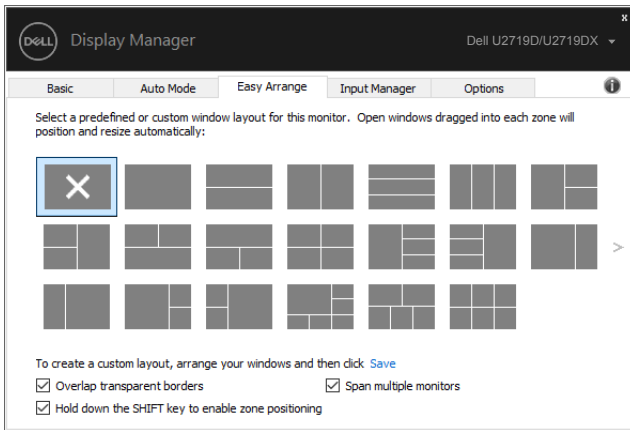 x
DELL Display Manager Dell U2719D/U2719DX
Basic Auto Mode Easy Arrange Input Manager Options i
Select a predefined or custom window layout for this monitor. Open windows dragged into each zone will
position and resize automatically:
To create a custom layout, arrange your windows and then click Save
Overlap transparent borders Span multiple monitors
Hold down the SHIFT key to enable zone positioning